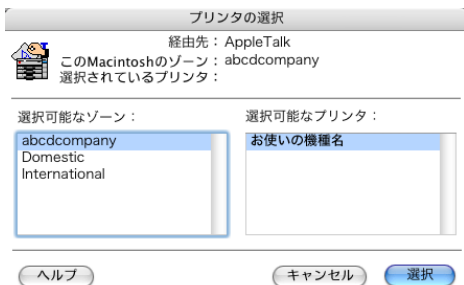 プリンタの選択
経由先：AppleTalk
このMacintoshのゾーン：abcdcompany
選択されているプリンタ：
選択可能なゾーン：
abcdcompany
Domestic
International
選択可能なプリンタ：
お使いの機種名
ヘルプ
キャンセル
選択